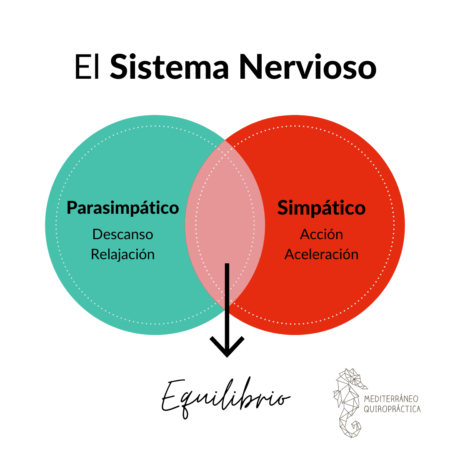 El Sistema Nervioso
Parasimpático
Descanso
Relajación
Simpático
Acción
Aceleración
Equilibrio
MEDITERRÁNEO
QUIROPRÁCTICA